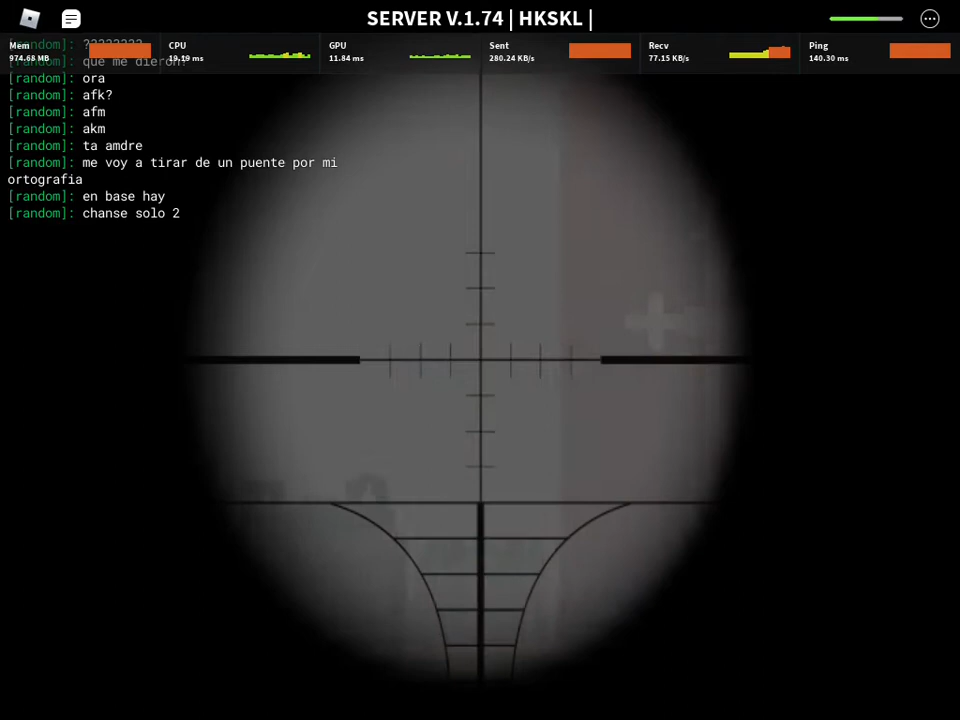 SERVER V.1.74 | HKSKL |
Mem
974.68 MB
CPU
19.19 ms
GPU
11.84 ms
Sent
280.24 KB/s
Recv
77.15 KB/s
Ping
140.30 ms
[random]: ????????
[random]: que me dieron?
[random]: ora
[random]: afk?
[random]: afm
[random]: akm
[random]: ta amdre
[random]: me voy a tirar de un puente por mi
ortografia
[random]: en base hay
[random]: chanse solo 2